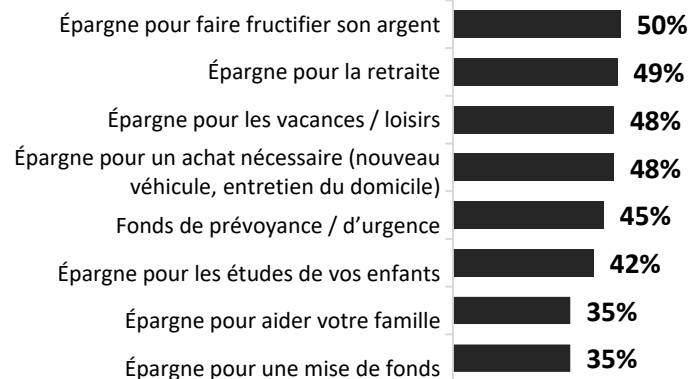 Épargne pour faire fructifier son argent 50%
Épargne pour la retraite 49%
Épargne pour les vacances / loisirs 48%
Épargne pour un achat nécessaire (nouveau
véhicule, entretien du domicile) 48%
Fonds de prévoyance / d’urgence 45%
Épargne pour les études de vos enfants 42%
Épargne pour aider votre famille 35%
Épargne pour une mise de fonds 35%